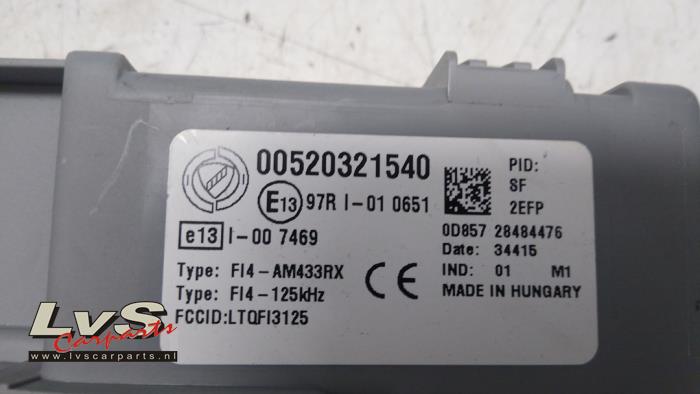 00520321540
E13 97R I-01 0651
e13 I-00 7469
Type: FI4-AM433RX
Type: FI4-125kHz
FCCID:LTQFI3125
CE
PID:
SF
2EFP
0D857 28484476
Date: 34415
IND: 01 M1
MADE IN HUNGARY
LvS
Carparts
www.lvscarparts.nl